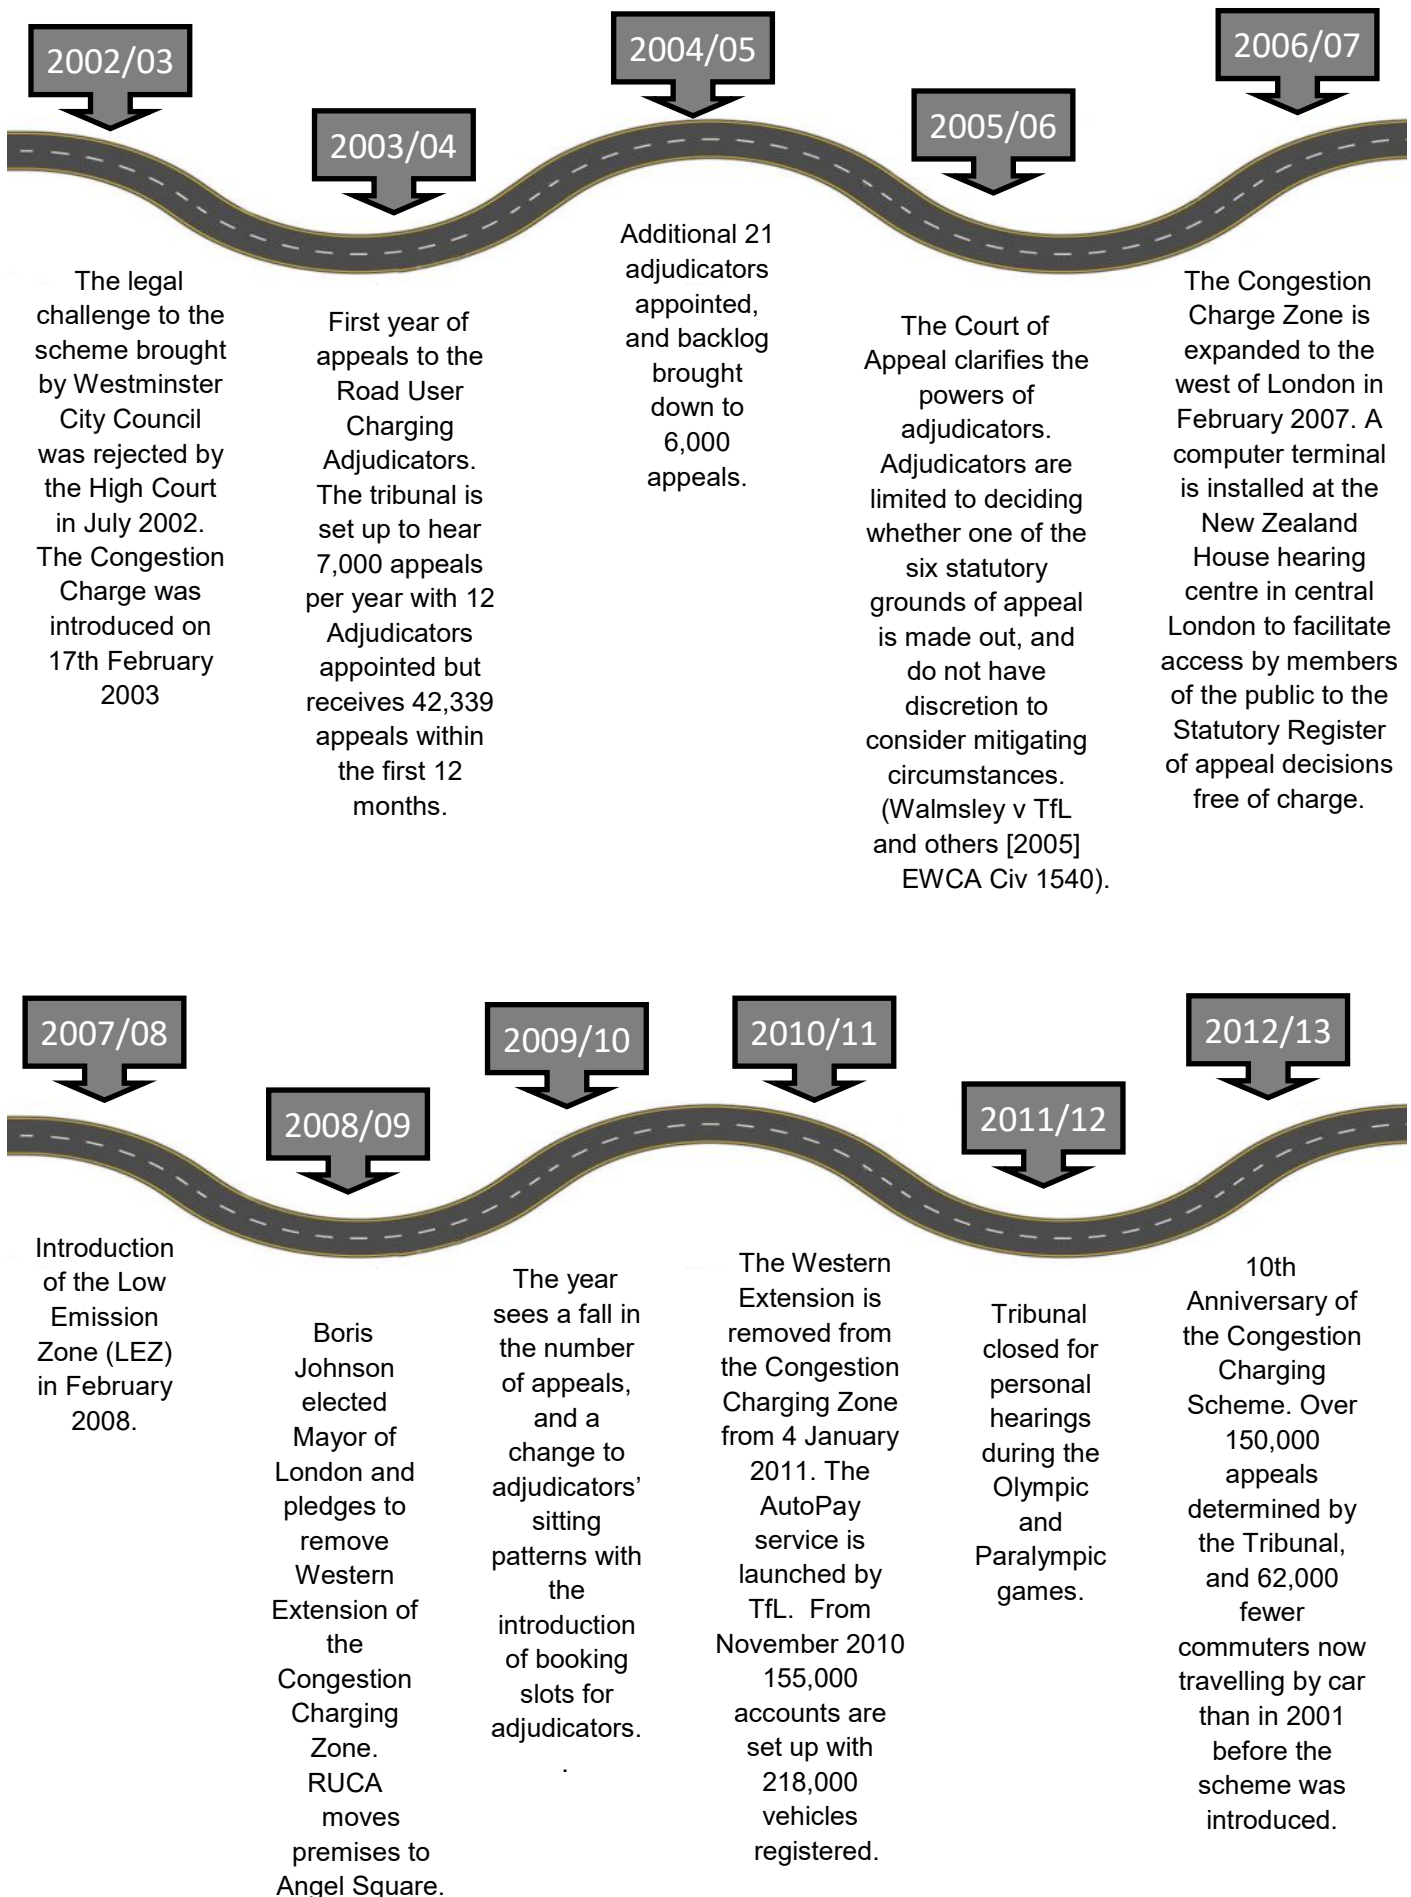 2002/03
The legal
challenge to the
scheme brought
by Westminster
City Council
was rejected by
the High Court
in July 2002.
The Congestion
Charge was
introduced on
17th February
2003
2003/04
First year of
appeals to the
Road User
Charging
Adjudicators.
The tribunal is
set up to hear
7,000 appeals
per year with 12
Adjudicators
appointed but
receives 42,339
appeals within
the first 12
months.
2004/05
Additional 21
adjudicators
appointed,
and backlog
brought
down to
6,000
appeals.
2005/06
The Court of
Appeal clarifies the
powers of
adjudicators.
Adjudicators are
limited to deciding
whether one of the
six statutory
grounds of appeal
is made out, and
do not have
discretion to
consider mitigating
circumstances.
(Walmsley v TfL
and others [2005]
EWCA Civ 1540).
2006/07
The Congestion
Charge Zone is
expanded to the
west of London in
February 2007. A
computer terminal
is installed at the
New Zealand
House hearing
centre in central
London to facilitate
access by members
of the public to the
Statutory Register
of appeal decisions
free of charge.
2007/08
Introduction
of the Low
Emission
Zone (LEZ)
in February
2008.
2008/09
Boris
Johnson
elected
Mayor of
London and
pledges to
remove
Western
Extension of
the
Congestion
Charging
Zone.
RUCA
moves
premises to
Angel Square.
2009/10
The year
sees a fall in
the number
of appeals,
and a
change to
adjudicators’
sitting
patterns with
the
introduction
of booking
slots for
adjudicators.
.
2010/11
The Western
Extension is
removed from
the Congestion
Charging Zone
from 4 January
2011. The
AutoPay
service is
launched by
TfL.  From
November 2010
155,000
accounts are
set up with
218,000
vehicles
registered.
2011/12
Tribunal
closed for
personal
hearings
during the
Olympic
and
Paralympic
games.
2012/13
10th
Anniversary of
the Congestion
Charging
Scheme. Over
150,000
appeals
determined by
the Tribunal,
and 62,000
fewer
commuters now
travelling by car
than in 2001
before the
scheme was
introduced.